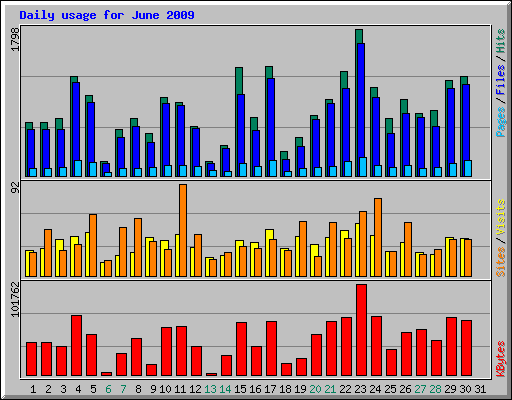 Daily usage for June 2009
1798
Pages / Files / Hits
92
Sites / Visits
101762
KBytes
1 2 3 4 5 6 7 8 9 10 11 12 13 14 15 16 17 18 19 20 21 22 23 24 25 26 27 28 29 30 31